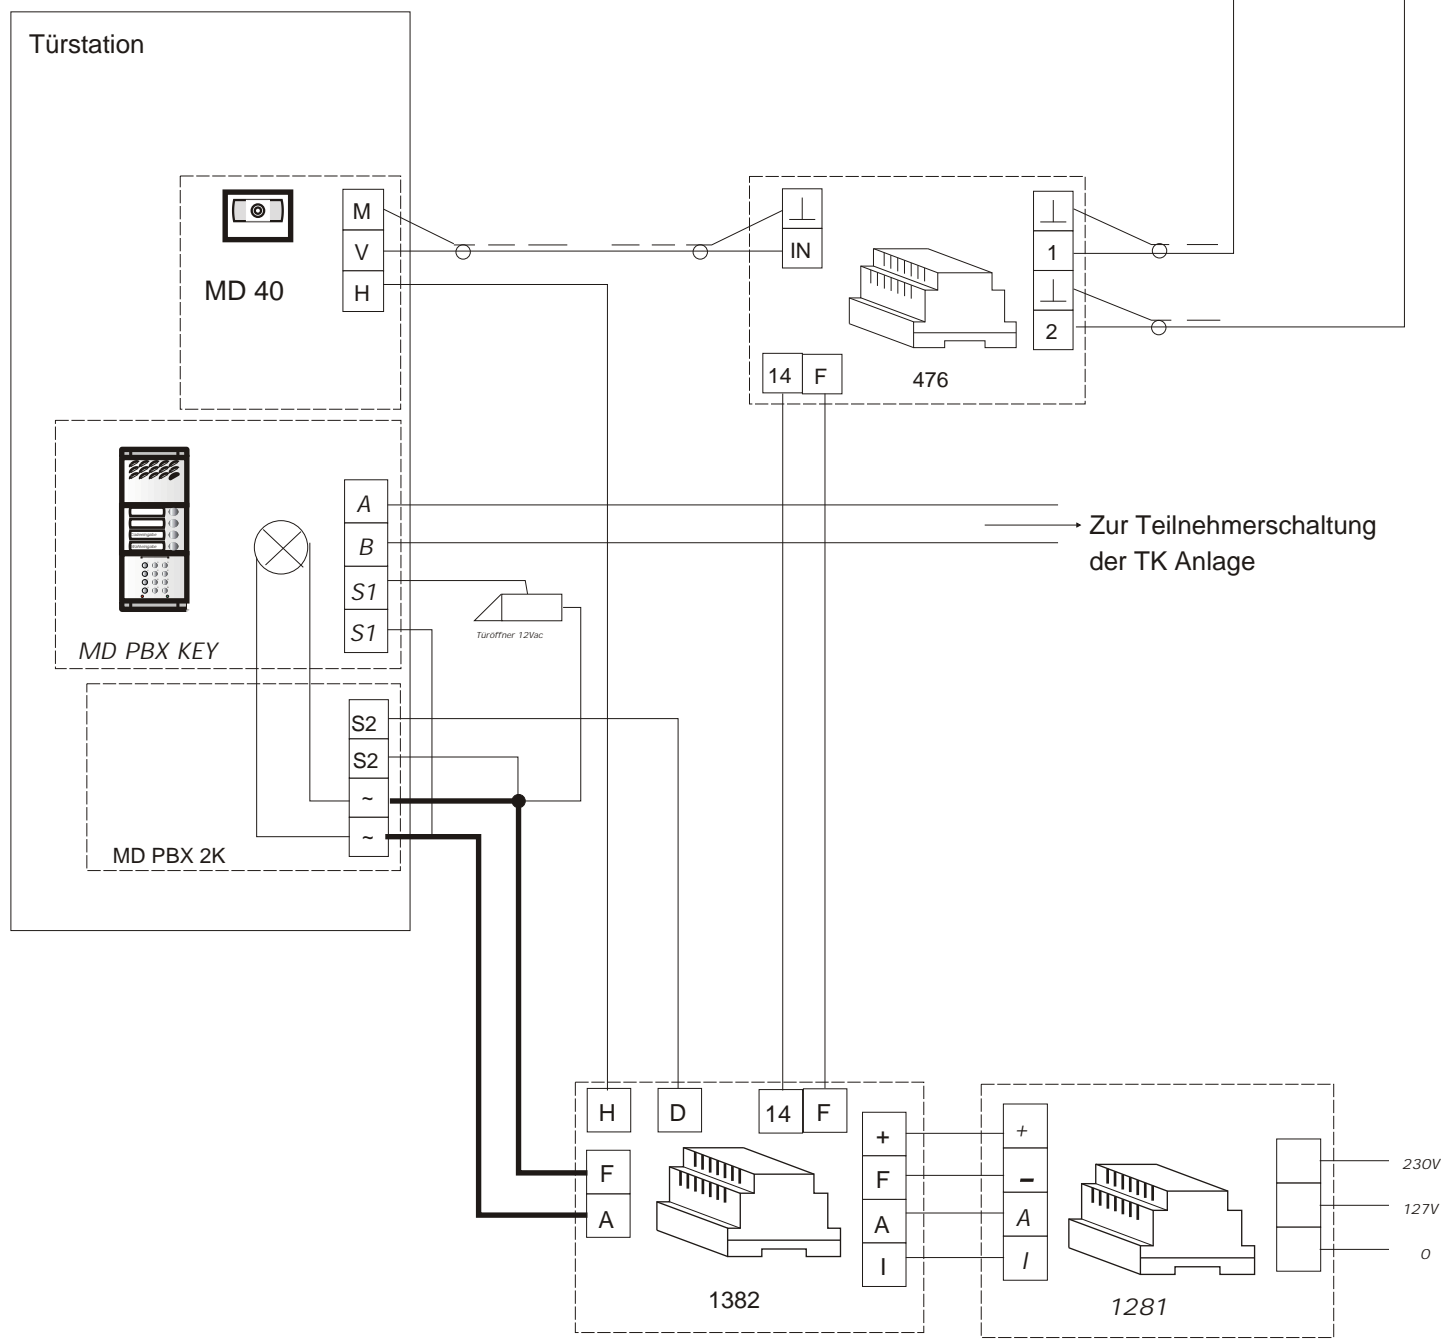 Türstation
M
V
H
MD 40
IN
1
2
14 F
476
A
B
S1
S1
MD PBX KEY
Türöffner 12Vac
Zur Teilnehmerschaltung
der TK Anlage
S2
S2
~
~
MD PBX 2K
H D 14 F
F
A
+
F
A
I
1382
+
-
A
I
1281
230V
127V
0